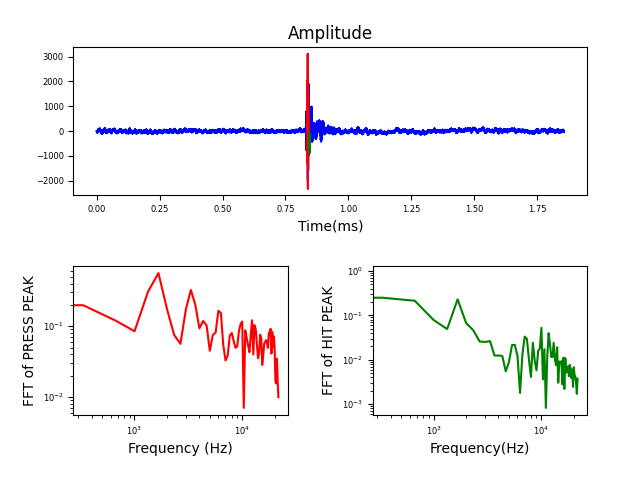 Amplitude
3000
2000
1000
0
−1000
−2000
0.00 0.25 0.50 0.75 1.00 1.25 1.50 1.75
Time(ms)
FFT of PRESS PEAK
10⁻¹
10⁻²
10³ 10⁴
Frequency (Hz)
FFT of HIT PEAK
10⁰
10⁻¹
10⁻²
10⁻³
10³ 10⁴
Frequency(Hz)